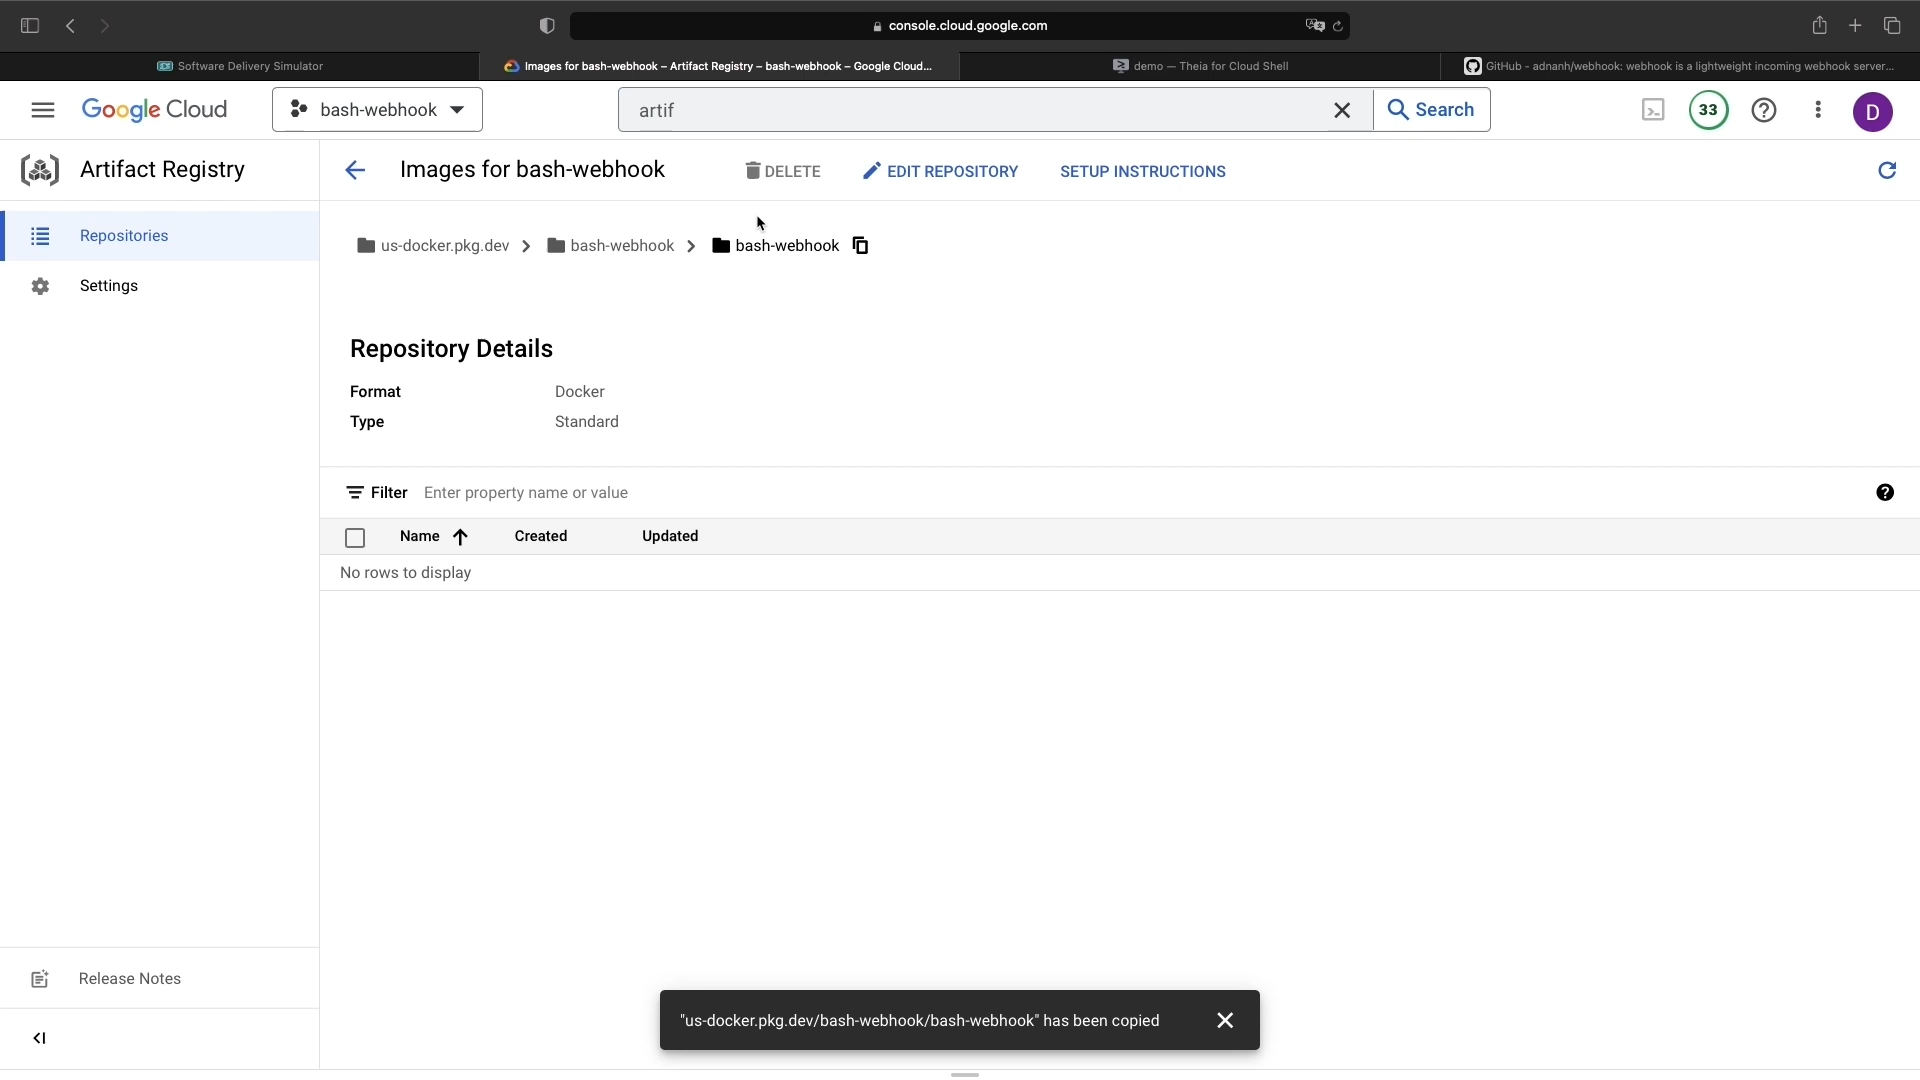 console.cloud.google.com
Software Delivery Simulator
Images for bash-webhook – Artifact Registry – bash-webhook – Google Cloud...
demo — Theia for Cloud Shell
GitHub - adnanh/webhook: webhook is a lightweight incoming webhook server...
Google Cloud
bash-webhook
artif
Search
33
D
Artifact Registry
Images for bash-webhook
DELETE
EDIT REPOSITORY
SETUP INSTRUCTIONS
Repositories
Settings
us-docker.pkg.dev
bash-webhook
bash-webhook
Repository Details
Format Docker
Type Standard
Filter Enter property name or value
Name Created Updated
No rows to display
Release Notes
"us-docker.pkg.dev/bash-webhook/bash-webhook" has been copied